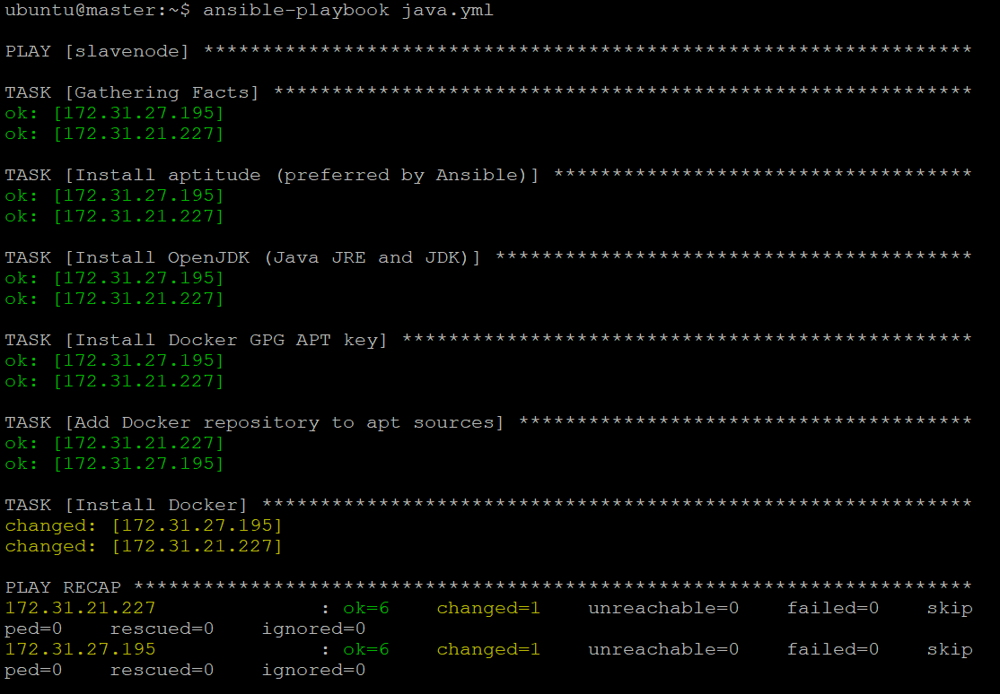 ubuntu@master:~$ ansible-playbook java.yml
PLAY [slavenode] ******************************************************************
TASK [Gathering Facts] ************************************************************
ok: [172.31.27.195]
ok: [172.31.21.227]
TASK [Install aptitude (preferred by Ansible)] ************************************
ok: [172.31.27.195]
ok: [172.31.21.227]
TASK [Install OpenJDK (Java JRE and JDK)] *****************************************
ok: [172.31.27.195]
ok: [172.31.21.227]
TASK [Install Docker GPG APT key] *************************************************
ok: [172.31.27.195]
ok: [172.31.21.227]
TASK [Add Docker repository to apt sources] ***************************************
ok: [172.31.21.227]
ok: [172.31.27.195]
TASK [Install Docker] *************************************************************
changed: [172.31.27.195]
changed: [172.31.21.227]
PLAY RECAP ************************************************************************
172.31.21.227              : ok=6    changed=1    unreachable=0    failed=0    skip
ped=0    rescued=0    ignored=0
172.31.27.195              : ok=6    changed=1    unreachable=0    failed=0    skip
ped=0    rescued=0    ignored=0